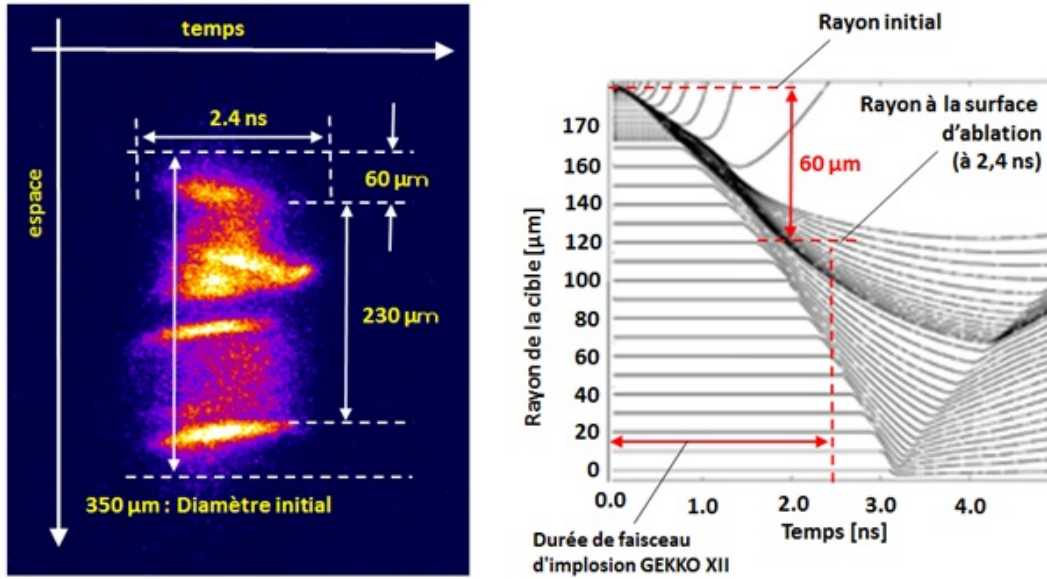 temps
espace
2.4 ns
60 µm
230 µm
350 µm : Diamètre initial
Rayon initial
Rayon à la surface
d'ablation
(à 2,4 ns)
60 µm
Rayon de la cible [µm]
170
160
140
120
100
80
60
40
20
0
0.0 1.0 2.0 3.0 4.0
Temps [ns]
Durée de faisceau
d'implosion GEKKO XII